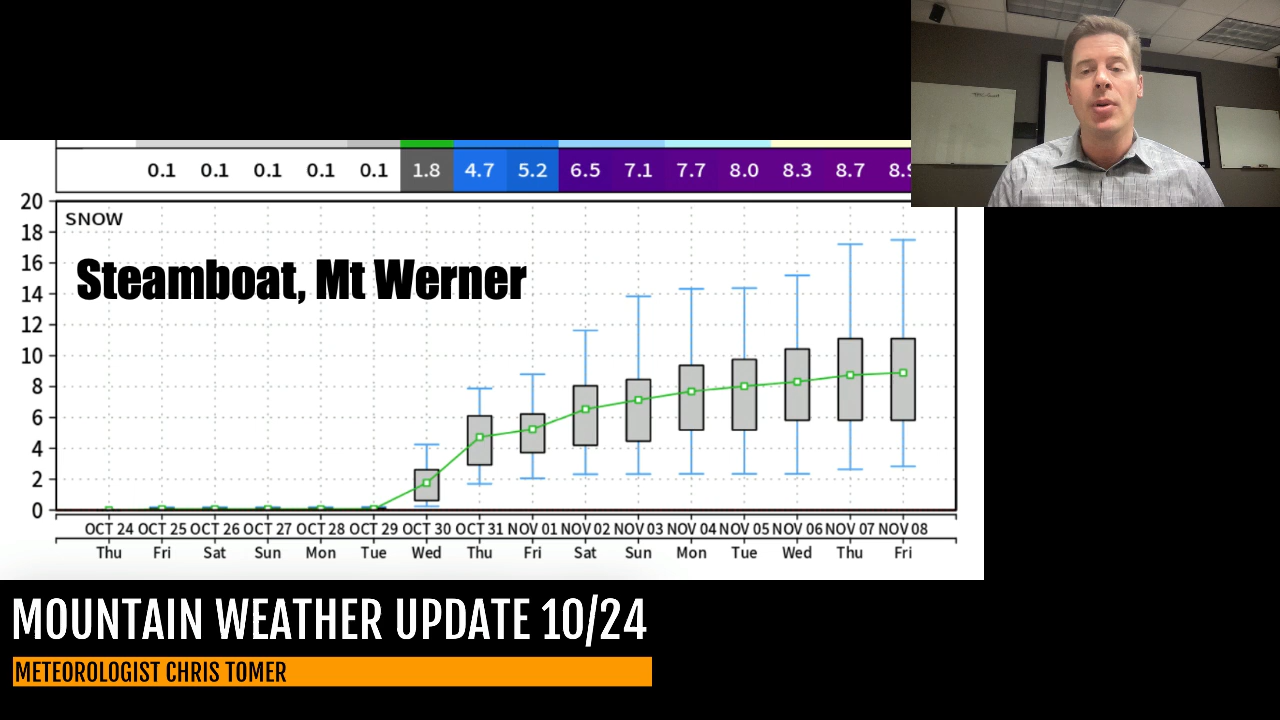 0.1 0.1 0.1 0.1 0.1 1.8 4.7 5.2 6.5 7.1 7.7 8.0 8.3 8.7
20
SNOW
18
Steamboat, Mt Werner
16
14
12
10
8
6
4
2
0
OCT 24 OCT 25 OCT 26 OCT 27 OCT 28 OCT 29 OCT 30 OCT 31 NOV 01 NOV 02 NOV 03 NOV 04 NOV 05 NOV 06 NOV 07 NOV 08
Thu Fri Sat Sun Mon Tue Wed Thu Fri Sat Sun Mon Tue Wed Thu Fri
MOUNTAIN WEATHER UPDATE 10/24
METEOROLOGIST CHRIS TOMER